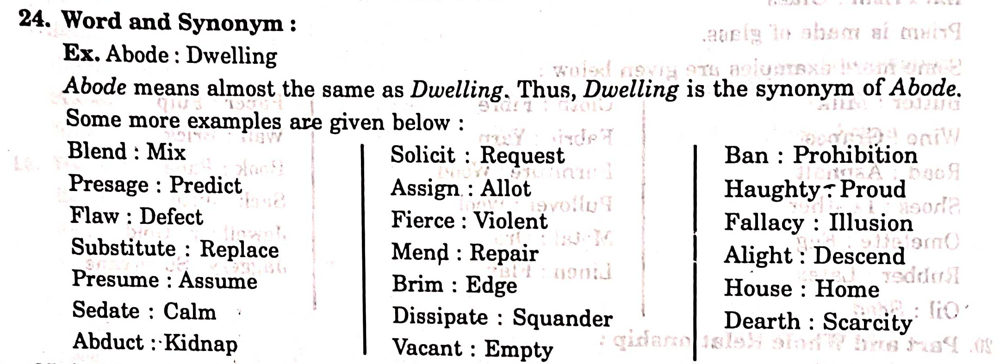 24. Word and Synonym :
Ex. Abode : Dwelling
Abode means almost the same as Dwelling. Thus, Dwelling is the synonym of Abode.
Some more examples are given below :
Blend : Mix
Presage : Predict
Flaw : Defect
Substitute : Replace
Presume : Assume
Sedate : Calm
Abduct : Kidnap
Solicit : Request
Assign : Allot
Fierce : Violent
Mend : Repair
Brim : Edge
Dissipate : Squander
Vacant : Empty
Ban : Prohibition
Haughty : Proud
Fallacy : Illusion
Alight : Descend
House : Home
Dearth : Scarcity